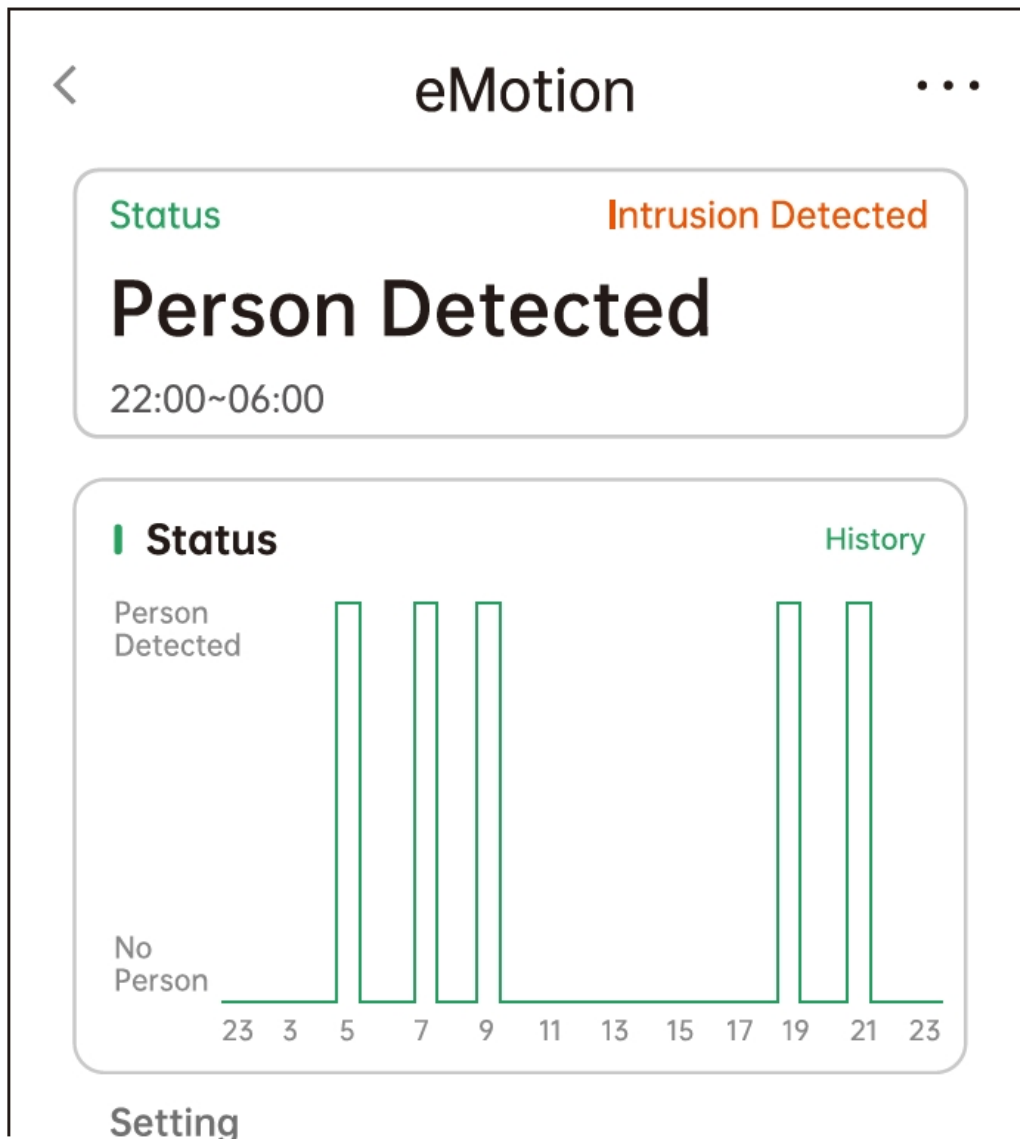 eMotion
Status
Intrusion Detected
Person Detected
22:00~06:00
Status
History
Person
Detected
No
Person
23 3 5 7 9 11 13 15 17 19 21 23
Setting